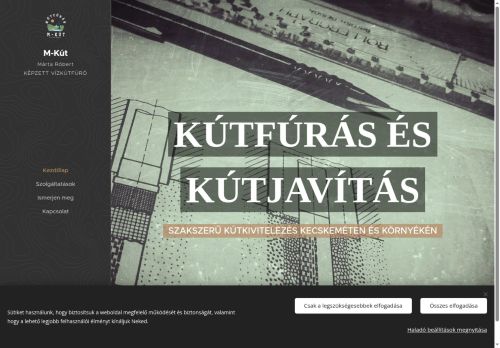 KÚTFÚRÁS
M-KÚT
M-Kút
Márta Róbert
KÉPZETT VÍZKÚTFÚRÓ
Kezdőlap
Szolgáltatások
Ismerjen meg
Kapcsolat
KÚTFÚRÁS ÉS
KÚTJAVÍTÁS
SZAKSZERŰ KÚTKIVITELEZÉS KECSKEMÉTEN ÉS KÖRNYÉKÉN
Sütiket használunk, hogy biztosítsuk a weboldal megfelelő működését és biztonságát, valamint
hogy a lehető legjobb felhasználói élményt kínáljuk Neked.
Csak a legszükségesebbek elfogadása
Összes elfogadása
Haladó beállítások megnyitása